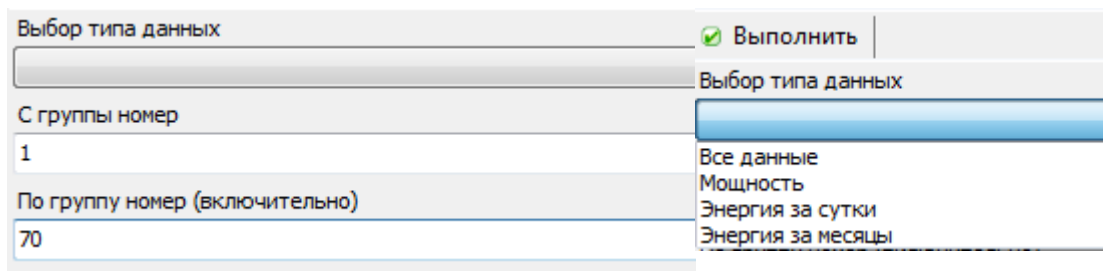 Выбор типа данных
С группы номер
1
По группу номер (включительно)
70
Выполнить
Выбор типа данных
Все данные
Мощность
Энергия за сутки
Энергия за месяцы